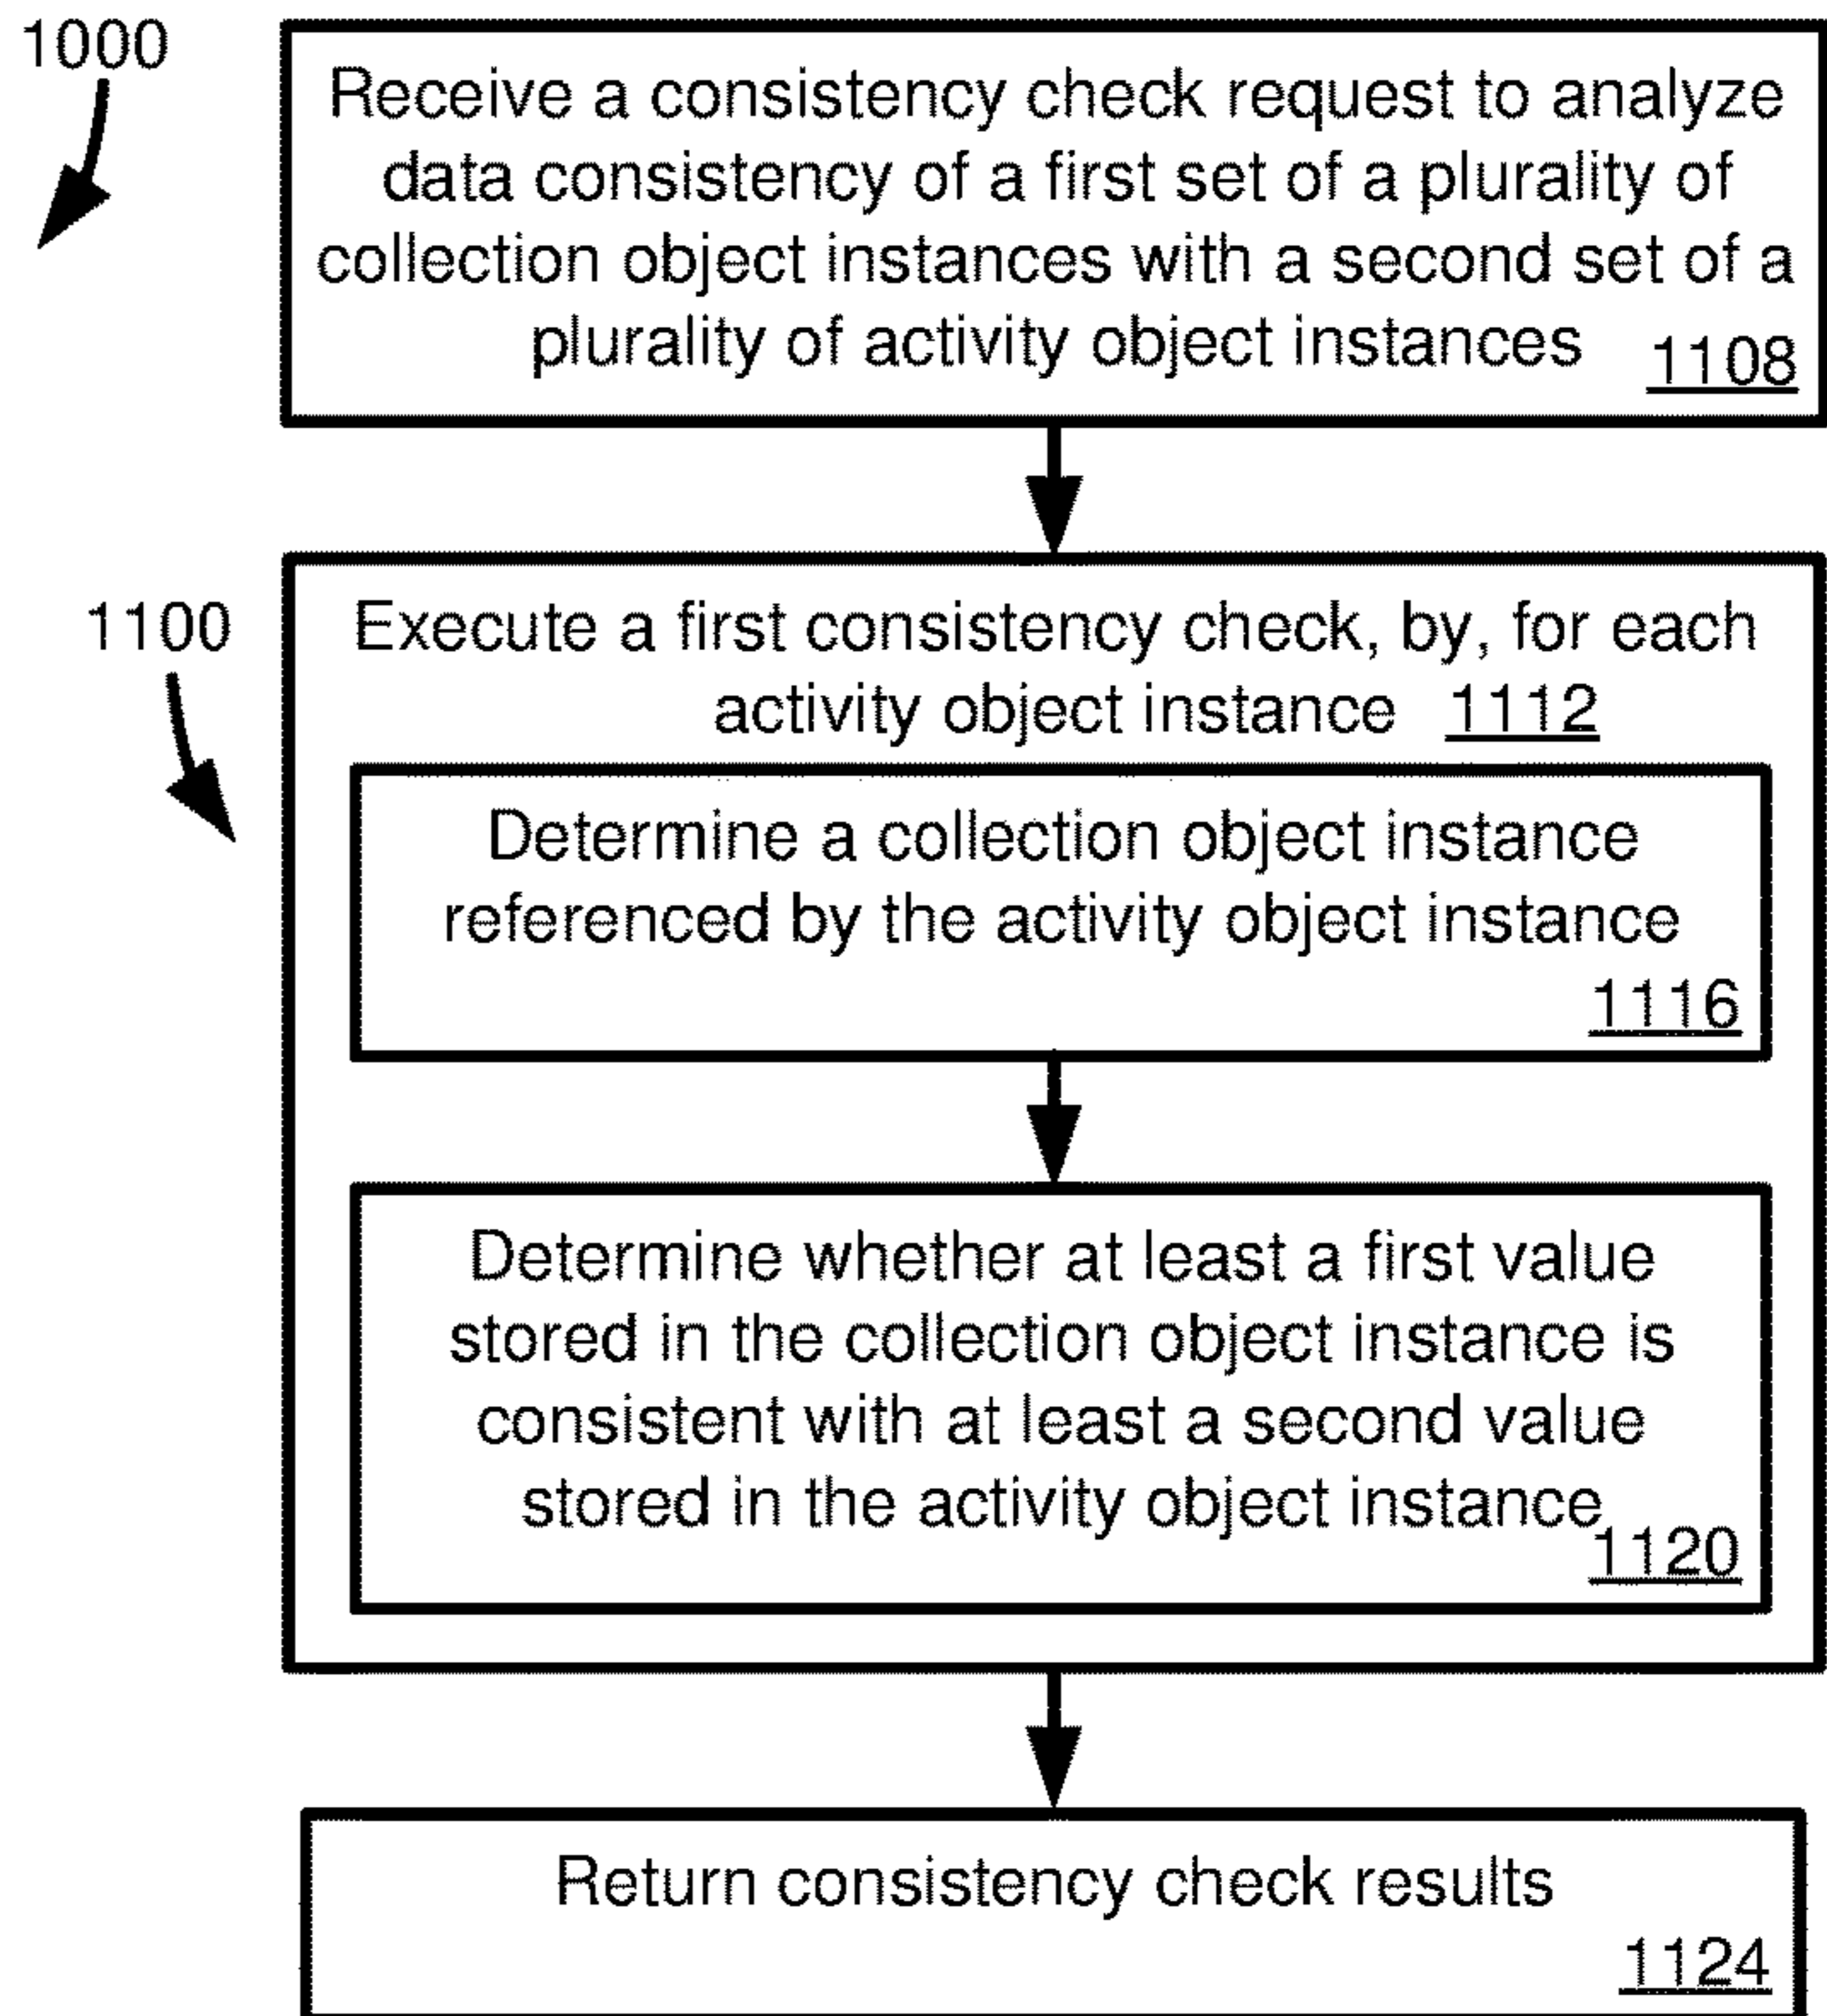 1000
Receive a consistency check request to analyze
data consistency of a first set of a plurality of
collection object instances with a second set of a
plurality of activity object instances 1108
1100
Execute a first consistency check, by, for each
activity object instance 1112
Determine a collection object instance
referenced by the activity object instance
1116
Determine whether at least a first value
stored in the collection object instance is
consistent with at least a second value
stored in the activity object instance
1120
Return consistency check results
1124